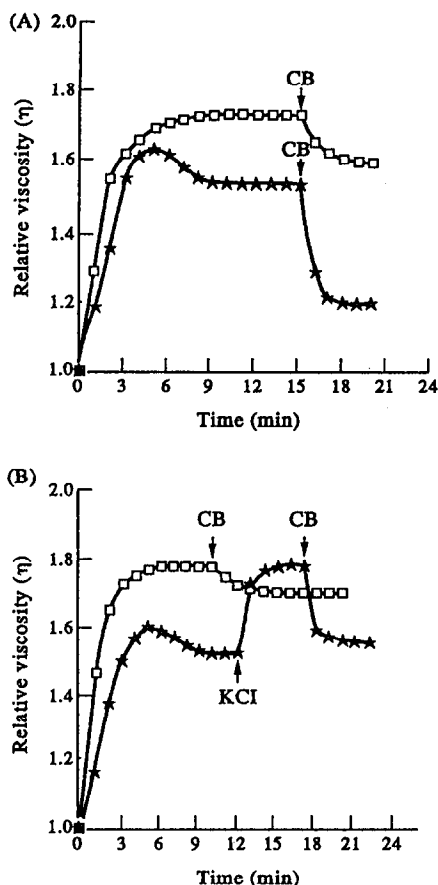 (A)
2.0
1.8
1.6
1.4
1.2
1.0
Relative viscosity (η)
CB
CB
0 3 6 9 12 15 18 21 24
Time (min)
(B)
2.0
1.8
1.6
1.4
1.2
1.0
Relative viscosity (η)
CB
CB
KCI
0 3 6 9 12 15 18 21 24
Time (min)